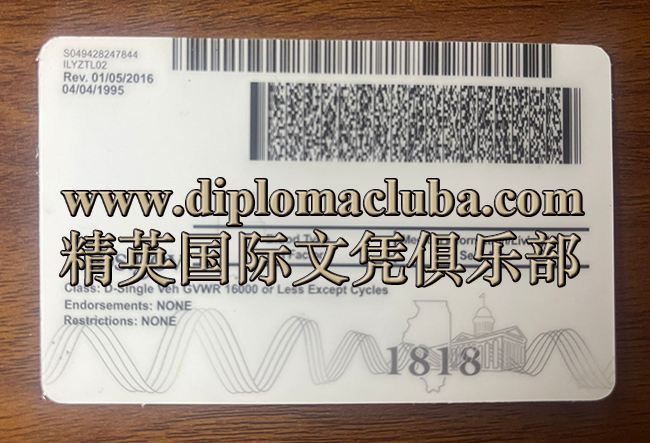 S049428247844
ILYZTL02
Rev. 01/05/2016
04/04/1995
www.diplomacluba.com
精英国际文凭俱乐部
Class: D-Single Veh GVWR 16000 or Less Except Cycles
Endorsements: NONE
Restrictions: NONE
1818